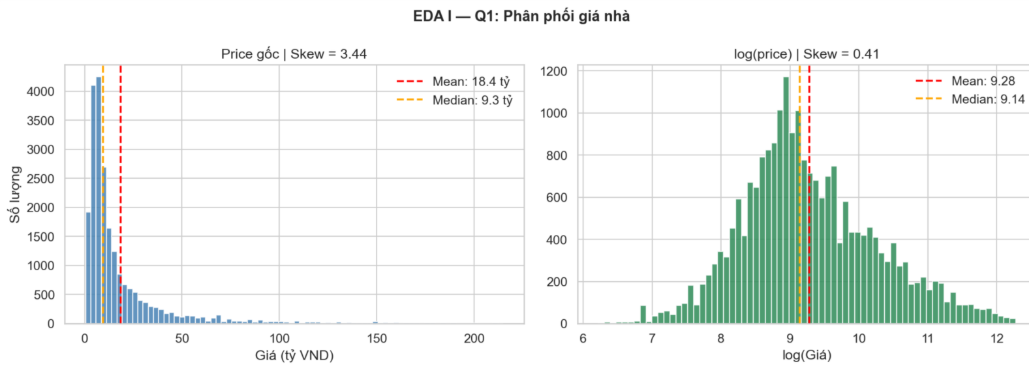 EDA I — Q1: Phân phối giá nhà
Price gốc | Skew = 3.44
Mean: 18.4 tỷ
Median: 9.3 tỷ
4000
3500
3000
2500
2000
1500
1000
500
0
Số lượng
0 50 100 150 200
Giá (tỷ VND)
log(price) | Skew = 0.41
Mean: 9.28
Median: 9.14
1200
1000
800
600
400
200
0
6 7 8 9 10 11 12
log(Giá)